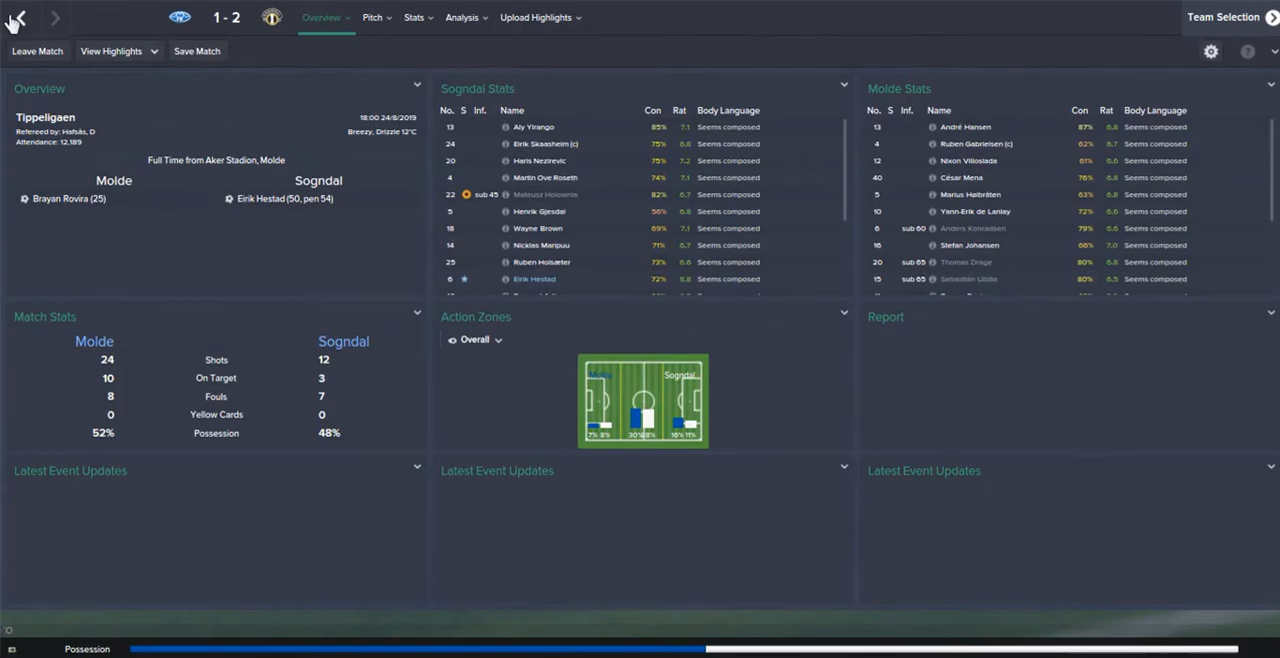 1 - 2 Overview Pitch Stats Analysis Upload Highlights Team Selection
Leave Match View Highlights Save Match
Overview
Tippeligaen 18:00 24/8/2019
Refereed by: Hafsås, D Breezy, Drizzle 12°C
Attendance: 12,189
Full Time from Aker Stadion, Molde
Molde Sogndal
Brayan Rovira (25) Eirik Hestad (50, pen 54)
Sogndal Stats
No. S Inf. Name Con Rat Body Language
13 Aly Yirango 85% 7.1 Seems composed
24 Eirik Skaasheim (c) 75% 6.8 Seems composed
20 Haris Nezirevic 75% 7.2 Seems composed
4 Martin Ove Roseth 74% 7.1 Seems composed
22 sub 45 Mateusz Holownia 82% 6.7 Seems composed
5 Henrik Gjesdal 56% 6.8 Seems composed
18 Wayne Brown 69% 7.1 Seems composed
14 Nicklas Maripuu 71% 6.7 Seems composed
25 Ruben Holsæter 73% 6.6 Seems composed
6 Eirik Hestad 72% 8.8 Seems composed
Molde Stats
No. S Inf. Name Con Rat Body Language
13 André Hansen 87% 6.8 Seems composed
4 Ruben Gabrielsen (c) 62% 6.7 Seems composed
12 Nixon Villoslada 61% 6.6 Seems composed
40 César Mena 76% 6.8 Seems composed
5 Marius Høibråten 63% 6.8 Seems composed
10 Yann-Erik de Lanlay 72% 6.6 Seems composed
6 sub 60 Anders Konradsen 79% 6.6 Seems composed
16 Stefan Johansen 66% 7.0 Seems composed
20 sub 65 Thomas Drage 80% 6.8 Seems composed
15 sub 65 Sebastián Ubilla 80% 6.5 Seems composed
Match Stats
Molde Sogndal
24 Shots 12
10 On Target 3
8 Fouls 7
0 Yellow Cards 0
52% Possession 48%
Action Zones
Overall
Molde Sogndal
7% 8% 30% 28% 16% 11%
Report
Latest Event Updates
Latest Event Updates
Latest Event Updates
Possession